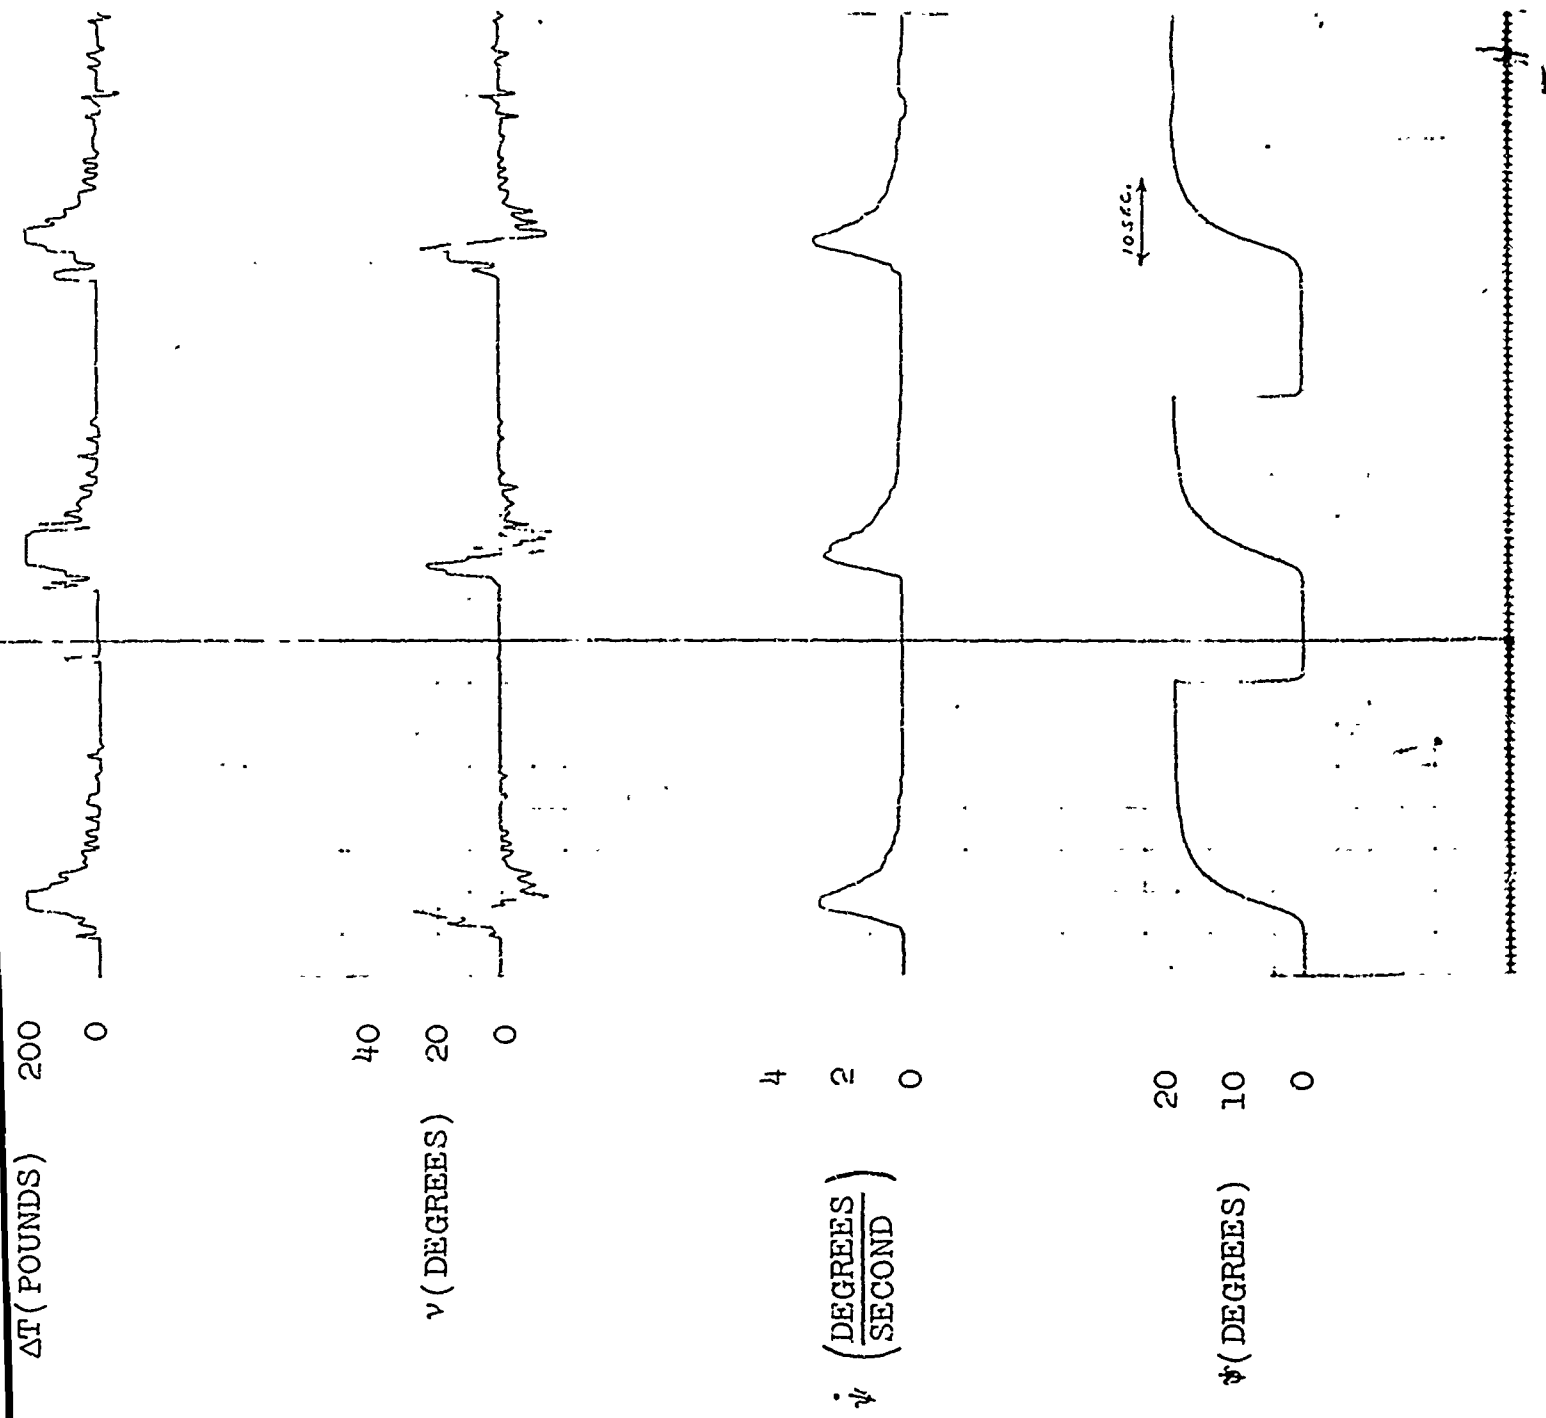 ΔT(POUNDS) 200 0
ν(DEGREES) 40 20 0
ψ̇ (DEGREES/SECOND) 4 2 0
ψ(DEGREES) 20 10 0
10 SEC.